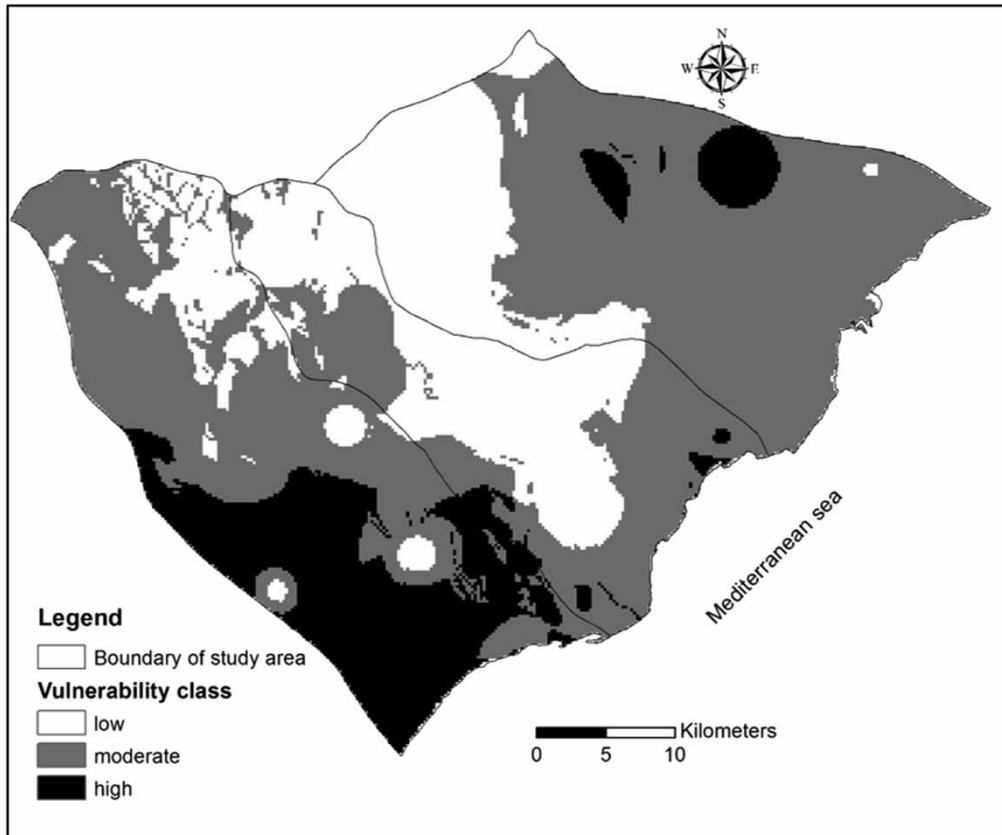 N
W E
S
Mediterranean sea
Legend
Boundary of study area
Vulnerability class
low
moderate
high
Kilometers
0 5 10